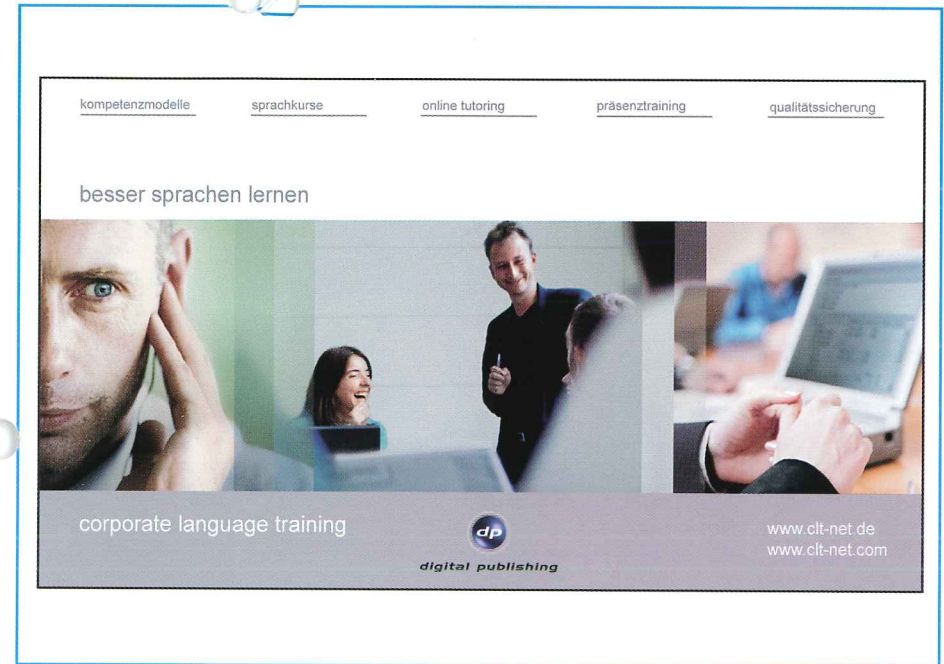 kompetenzmodelle sprachkurse online tutoring präsenztraining qualitätssicherung
besser sprachen lernen
corporate language training
dp
digital publishing
www.clt-net.de
www.clt-net.com